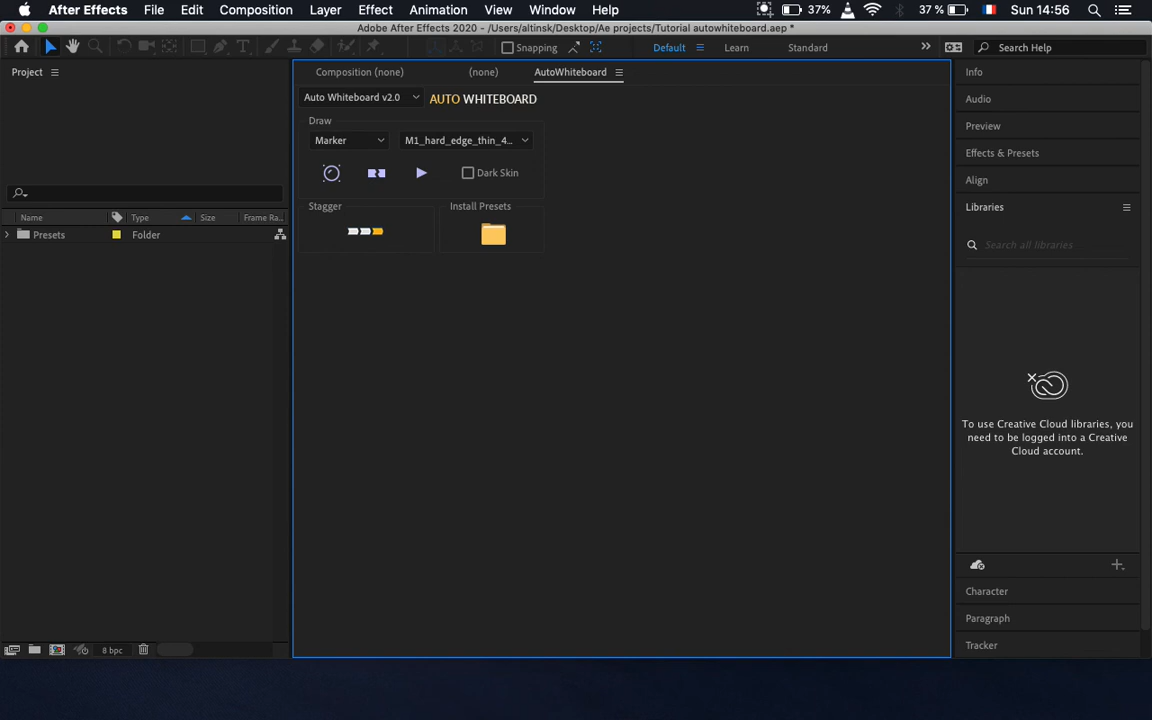 After Effects File Edit Composition Layer Effect Animation View Window Help 37% 37 % Sun 14:56
Adobe After Effects 2020 - /Users/altinsk/Desktop/Ae projects/Tutorial autowhiteboard.aep *
Snapping Default Learn Standard Search Help
Project Composition (none) (none) AutoWhiteboard Info
Auto Whiteboard v2.0 AUTO WHITEBOARD Audio
Draw Preview
Marker M1_hard_edge_thin_4... Effects & Presets
Dark Skin Align
Stagger Install Presets Libraries
Name Type Size Frame Ra...
Presets Folder Search all libraries
To use Creative Cloud libraries, you
need to be logged into a Creative
Cloud account.
Character
Paragraph
8 bpc Tracker